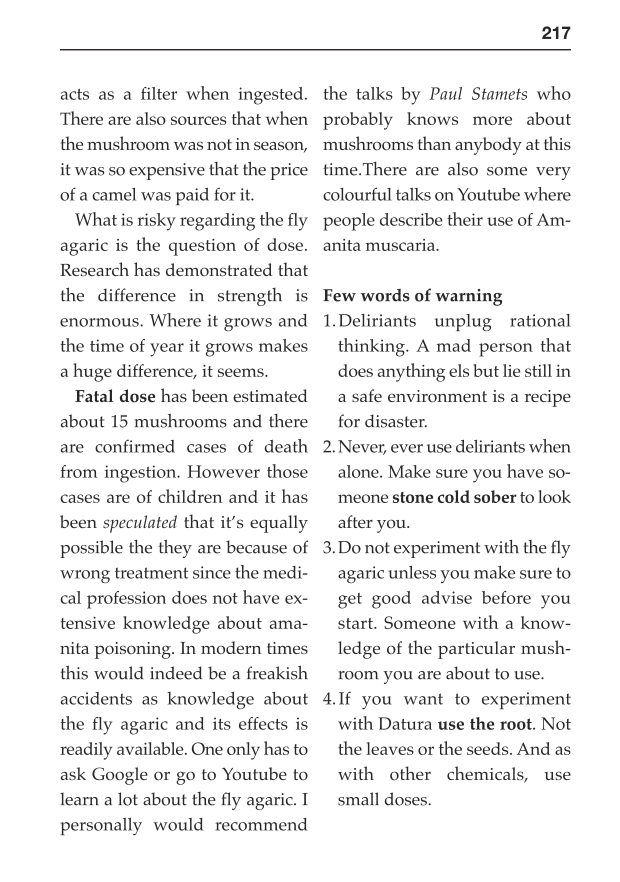 217
acts as a filter when ingested.
There are also sources that when
the mushroom was not in season,
it was so expensive that the price
of a camel was paid for it.
What is risky regarding the fly
agaric is the question of dose.
Research has demonstrated that
the difference in strength is
enormous. Where it grows and
the time of year it grows makes
a huge difference, it seems.
Fatal dose has been estimated
about 15 mushrooms and there
are confirmed cases of death
from ingestion. However those
cases are of children and it has
been speculated that it's equally
possible the they are because of
wrong treatment since the medi-
cal profession does not have ex-
tensive knowledge about ama-
nita poisoning. In modern times
this would indeed be a freakish
accidents as knowledge about
the fly agaric and its effects is
readily available. One only has to
ask Google or go to Youtube to
learn a lot about the fly agaric. I
personally would recommend
the talks by Paul Stamets who
probably knows more about
mushrooms than anybody at this
time.There are also some very
colourful talks on Youtube where
people describe their use of Am-
anita muscaria.
Few words of warning
1. Deliriants unplug rational
thinking. A mad person that
does anything els but lie still in
a safe environment is a recipe
for disaster.
2. Never, ever use deliriants when
alone. Make sure you have so-
meone stone cold sober to look
after you.
3. Do not experiment with the fly
agaric unless you make sure to
get good advise before you
start. Someone with a know-
ledge of the particular mush-
room you are about to use.
4. If you want to experiment
with Datura use the root. Not
the leaves or the seeds. And as
with other chemicals, use
small doses.